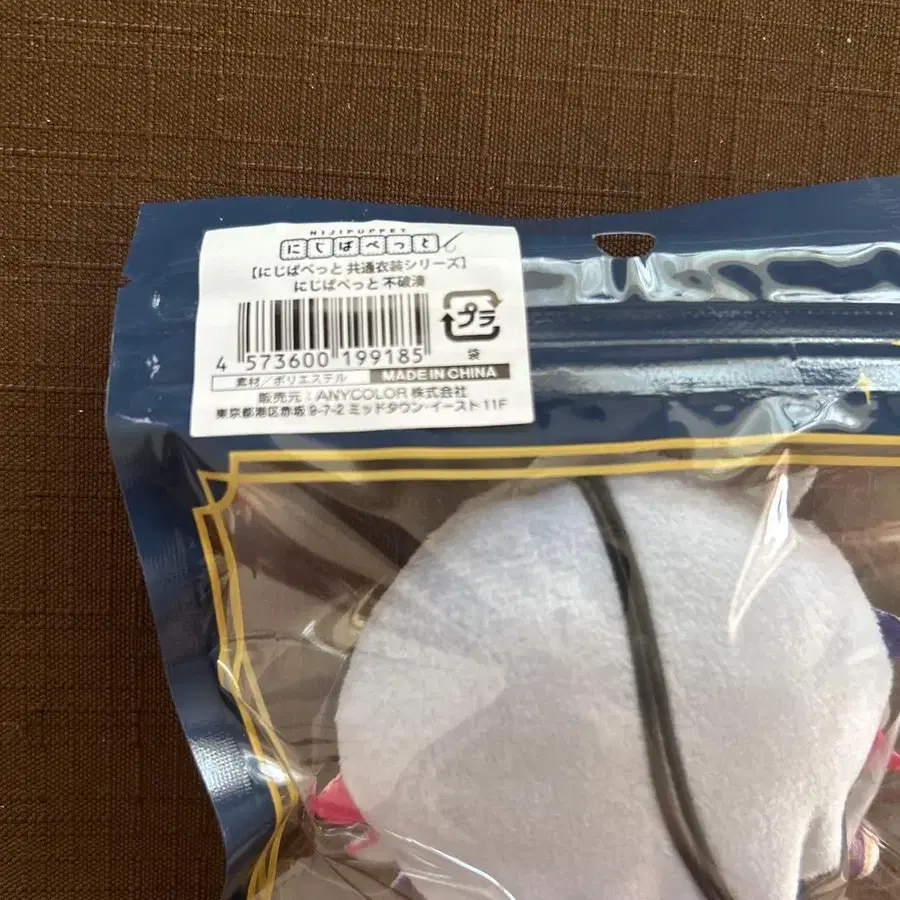 NIJIPUPPET
にじぱぺっと
【にじぱぺっと 共通衣装シリーズ】
にじぱぺっと 不破湊
4 573600 199185
プラ
袋
素材/ポリエステル
MADE IN CHINA
販売元:ANYCOLOR 株式会社
東京都港区赤坂 9-7-2 ミッドタウン・イースト 11F